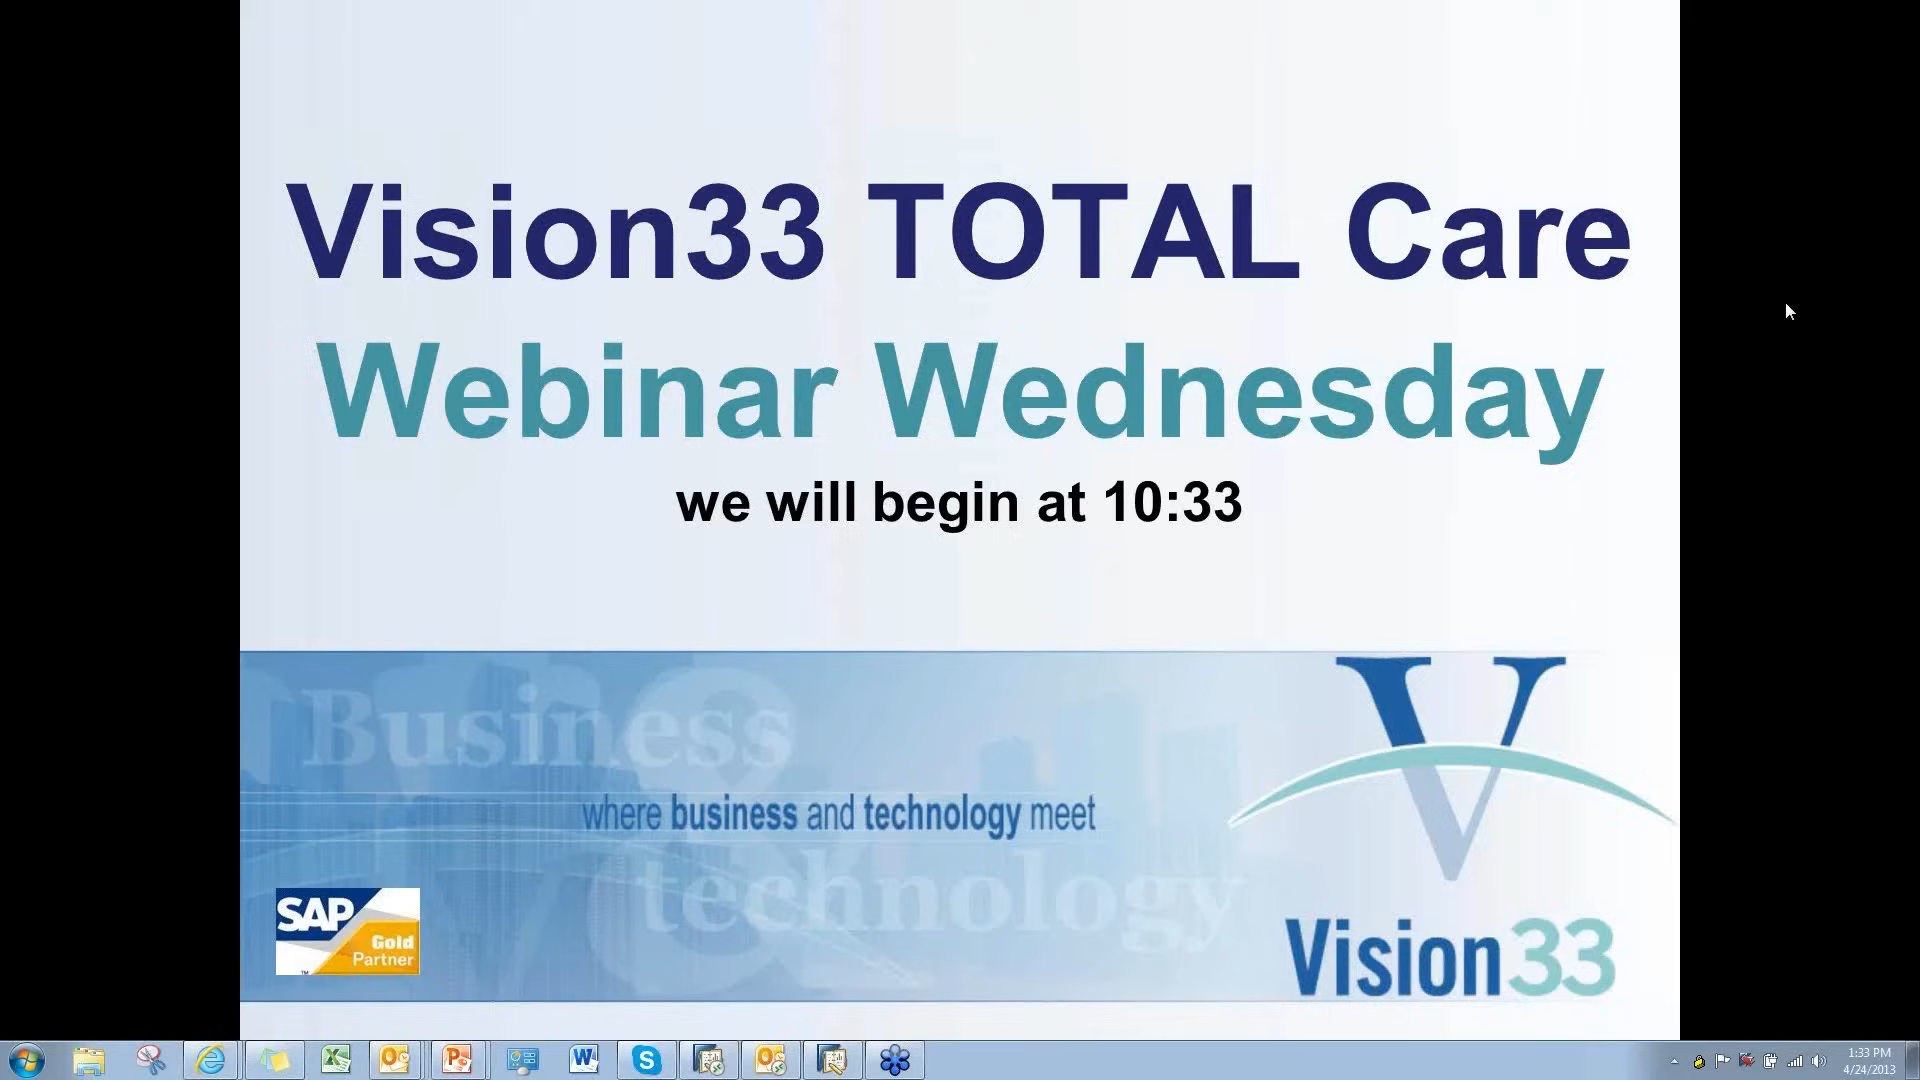 Vision33 TOTAL Care
Webinar Wednesday
we will begin at 10:33
Business
where business and technology meet
technology
SAP
Gold
Partner
™
V
Vision33
1:33 PM
4/24/2013